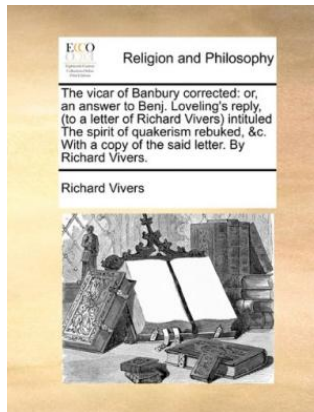 ECCO
Religion and Philosophy
The vicar of Banbury corrected: or,
an answer to Benj. Loveling's reply,
(to a letter of Richard Vivers) intituled
The spirit of quakerism rebuked, &c.
With a copy of the said letter. By
Richard Vivers.
Richard Vivers